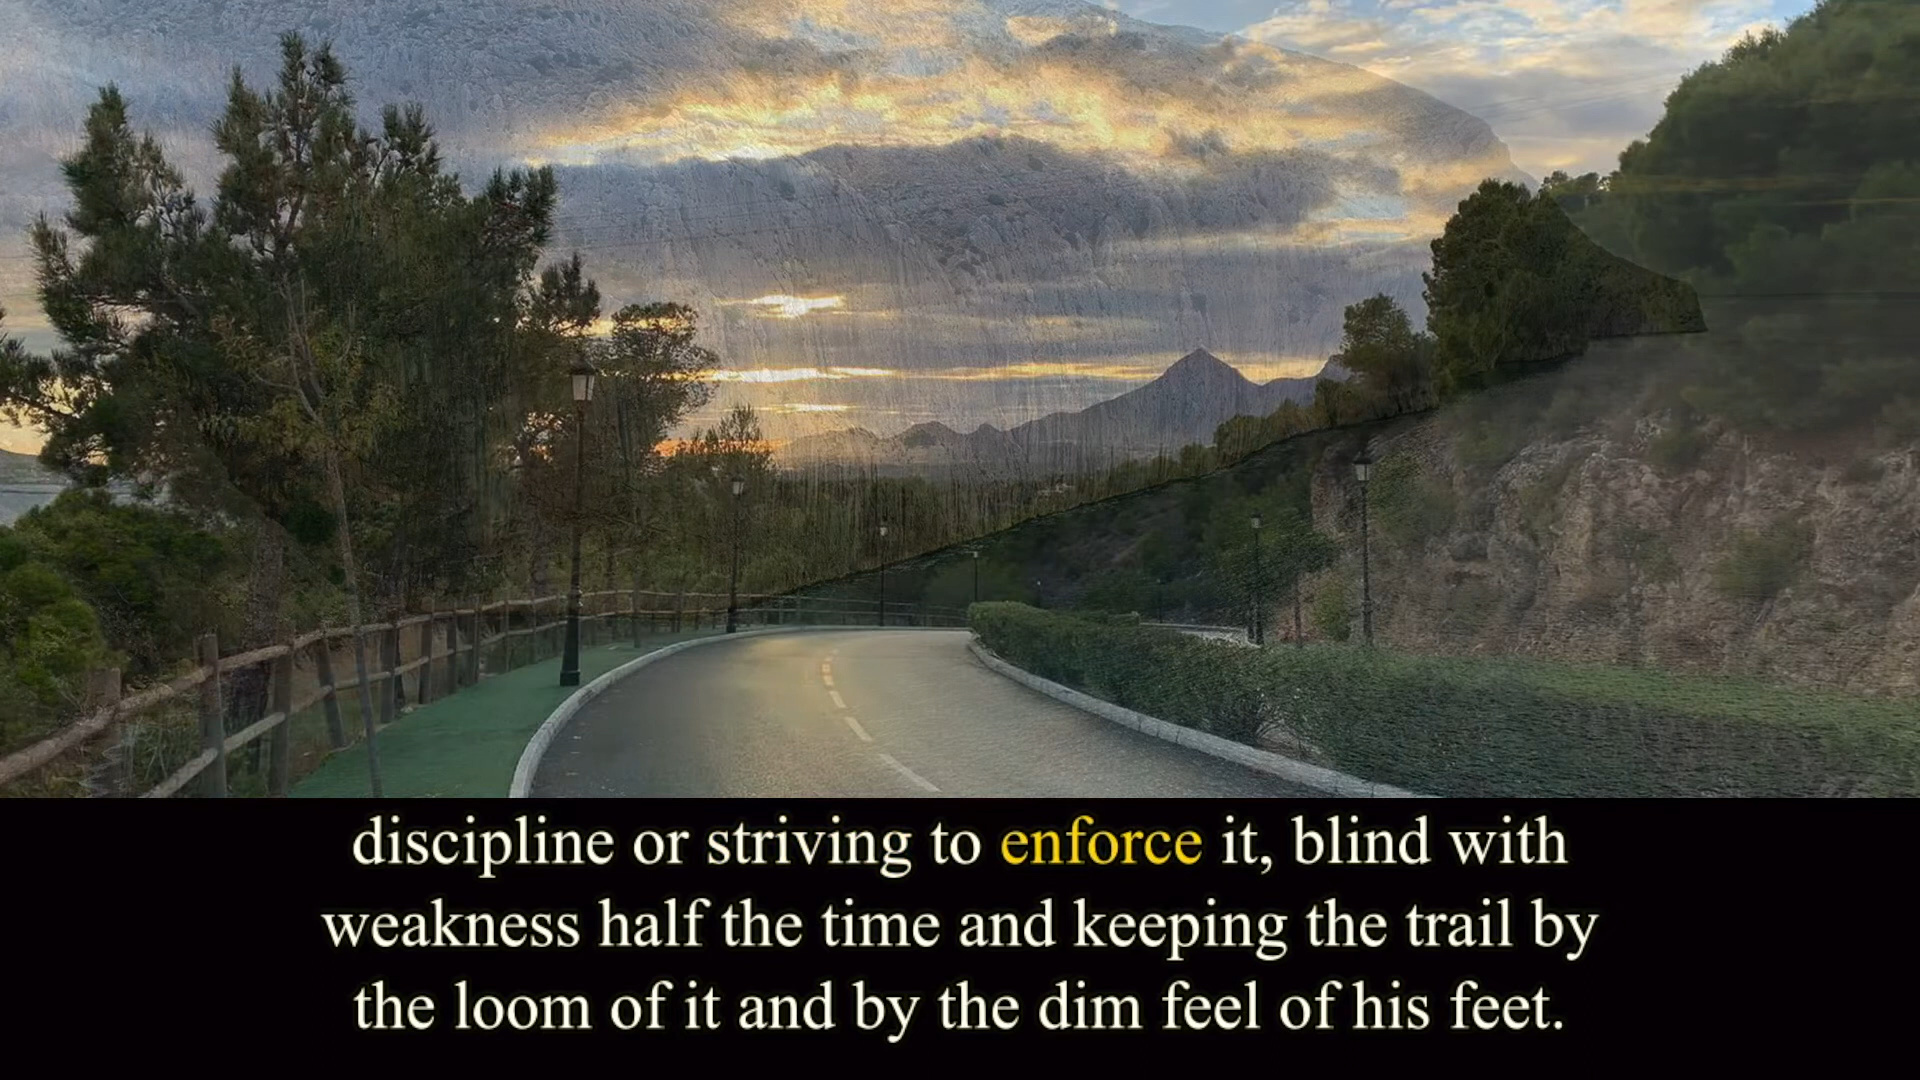 discipline or striving to enforce it, blind with
weakness half the time and keeping the trail by
the loom of it and by the dim feel of his feet.